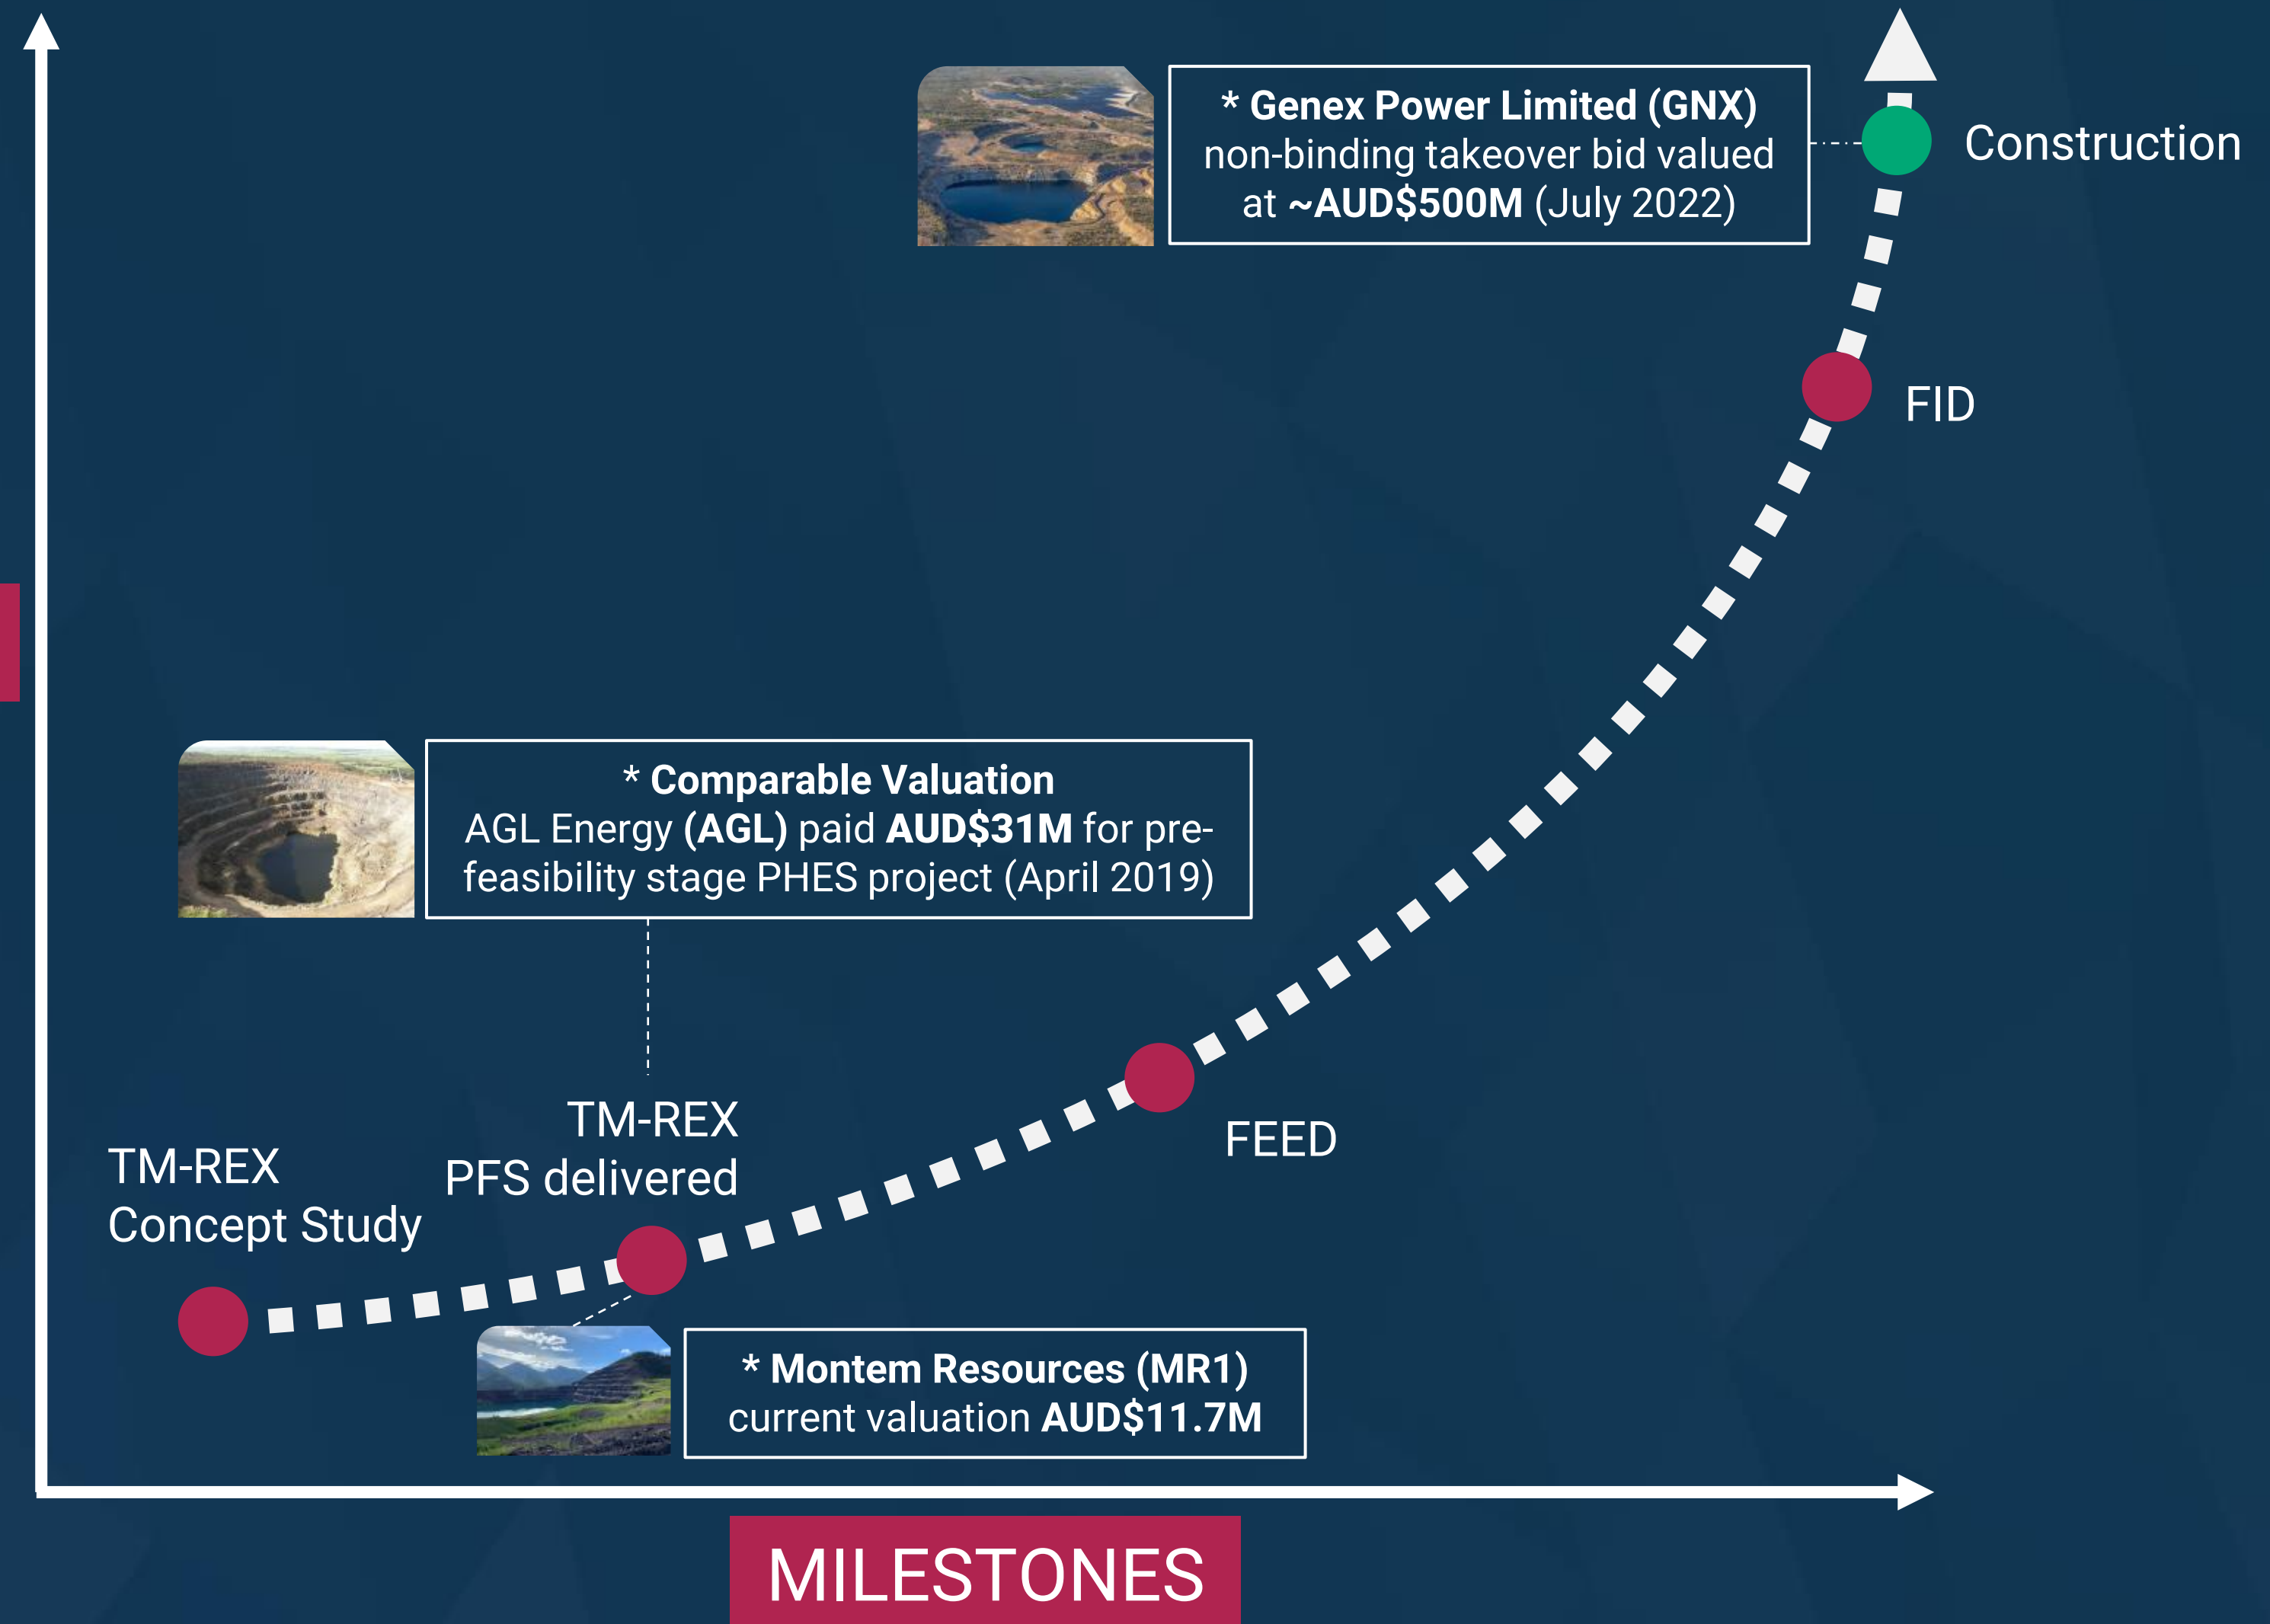 * Genex Power Limited (GNX)
non-binding takeover bid valued
at ~AUD$500M (July 2022)
Construction
FID
* Comparable Valuation
AGL Energy (AGL) paid AUD$31M for pre-
feasibility stage PHES project (April 2019)
TM-REX
PFS delivered
TM-REX
Concept Study
FEED
* Montem Resources (MR1)
current valuation AUD$11.7M
MILESTONES